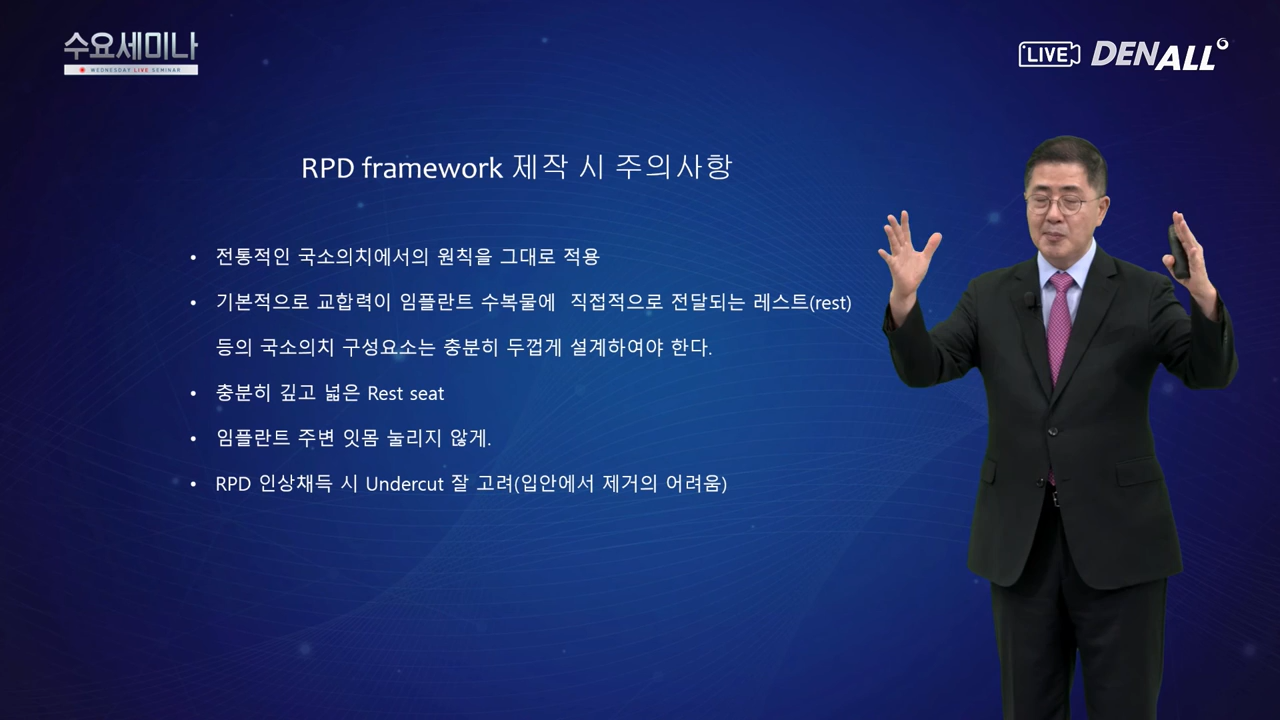 수요세미나
WEDNESDAY LIVE SEMINAR
LIVE DENALL
RPD framework 제작 시 주의사항
• 전통적인 국소의치에서의 원칙을 그대로 적용
• 기본적으로 교합력이 임플란트 수복물에 직접적으로 전달되는 레스트(rest)
등의 국소의치 구성요소는 충분히 두껍게 설계하여야 한다.
• 충분히 깊고 넓은 Rest seat
• 임플란트 주변 잇몸 눌리지 않게.
• RPD 인상채득 시 Undercut 잘 고려(입안에서 제거의 어려움)